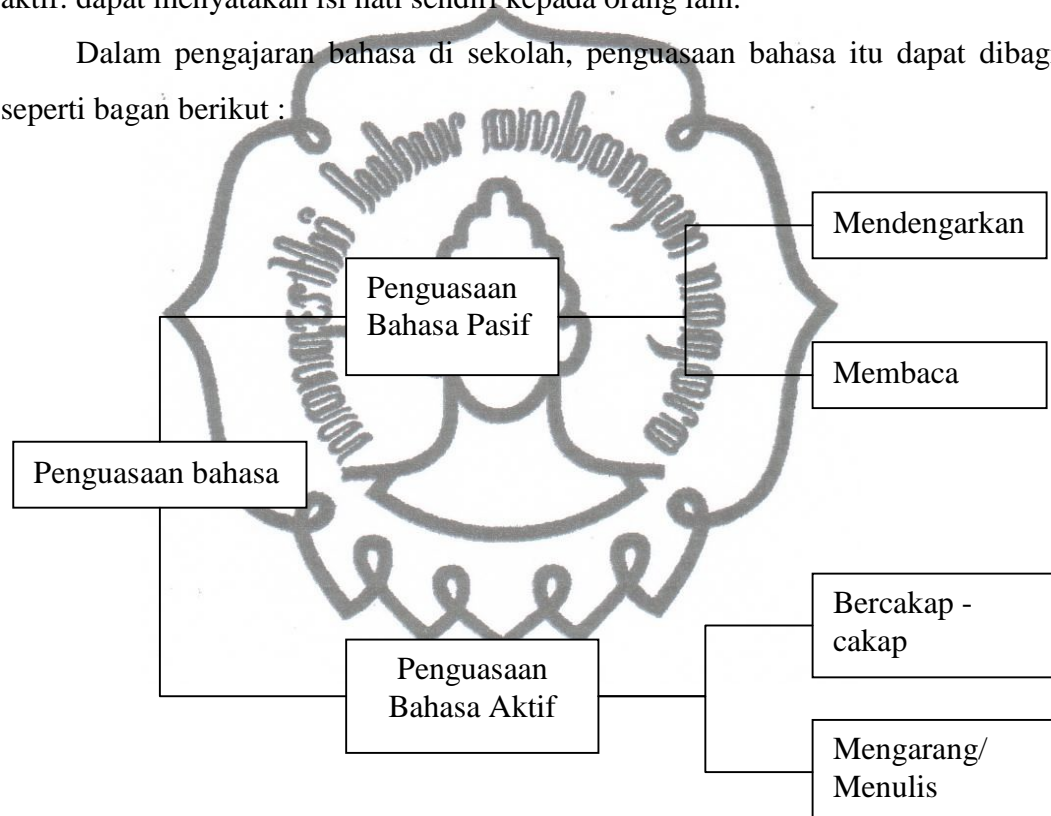 aktif: dapat menyatakan isi hati sendiri kepada orang lain.
Dalam pengajaran bahasa di sekolah, penguasaan bahasa itu dapat dibag
seperti bagan berikut :
Mendengarkan
Penguasaan
Bahasa Pasif
Membaca
Penguasaan bahasa
Bercakap -
cakap
Penguasaan
Bahasa Aktif
Mengarang/
Menulis